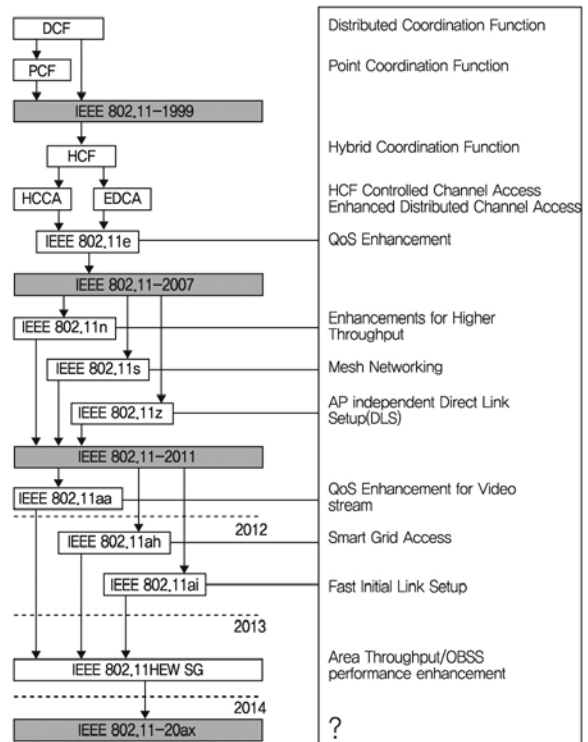 DCF
Distributed Coordination Function
PCF
Point Coordination Function
IEEE 802.11-1999
HCF
Hybrid Coordination Function
HCCA
EDCA
HCF Controlled Channel Access
Enhanced Distributed Channel Access
IEEE 802.11e
QoS Enhancement
IEEE 802.11-2007
IEEE 802.11n
Enhancements for Higher
Throughput
IEEE 802.11s
Mesh Networking
IEEE 802.11z
AP independent Direct Link
Setup(DLS)
IEEE 802.11-2011
IEEE 802.11aa
QoS Enhancement for Video
stream
2012
IEEE 802.11ah
Smart Grid Access
IEEE 802.11ai
Fast Initial Link Setup
2013
IEEE 802.11HEW SG
Area Throughput/OBSS
performance enhancement
2014
IEEE 802.11-20ax
?